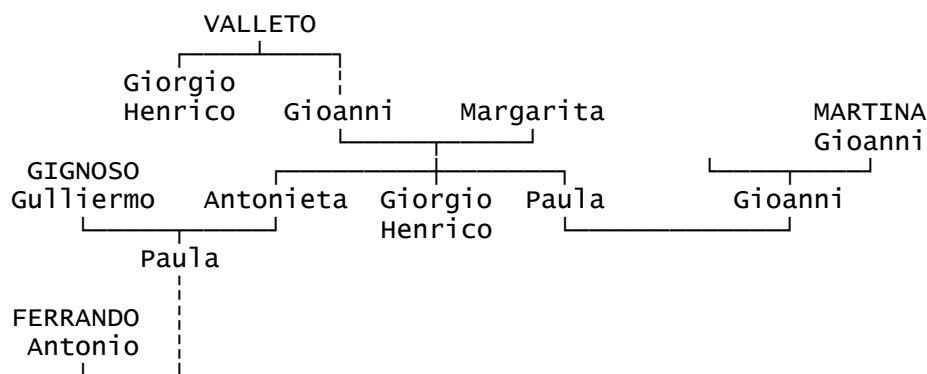 VALLETO
Giorgio
Henrico Gioanni Margarita MARTINA
Gioanni
GIGNOSO
Gulliermo Antonieta Giorgio Paula Gioanni
Henrico
Paula
FERRANDO
Antonio